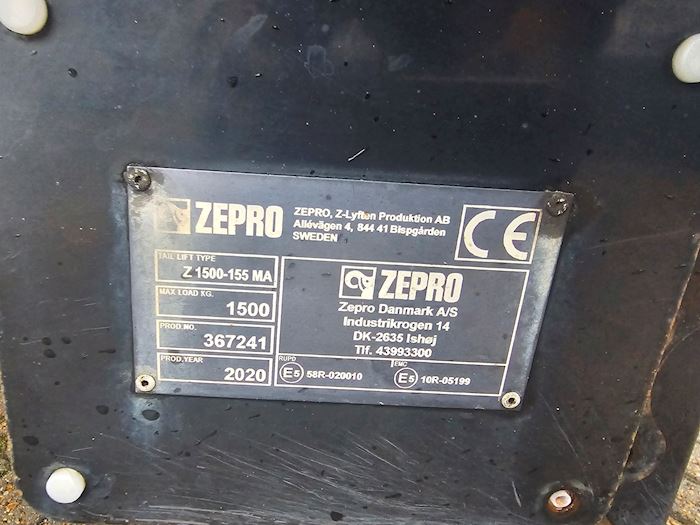 ZEPRO
ZEPRO, Z-Lyften Produktion AB
Allévägen 4, 844 41 Bispgården
SWEDEN
CE
TAIL LIFT TYPE
Z 1500-155 MA
MAX LOAD KG.
1500
PROD.NO.
367241
PROD.YEAR
2020
ZEPRO
Zepro Danmark A/S
Industrikrogen 14
DK-2635 Ishøj
Tlf. 43993300
RUPD
E5 58R-020010
EMC
E5 10R-05199